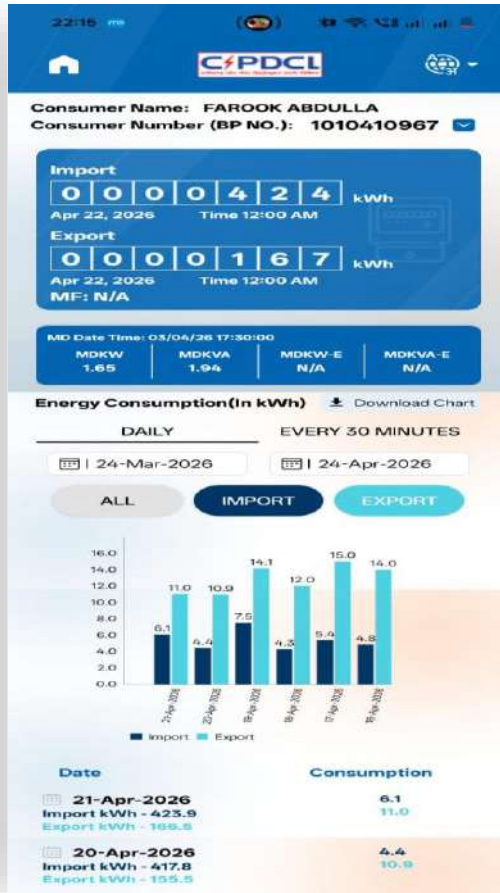 22:15
CSPDCL
Consumer Name: FAROOK ABDULLA
Consumer Number (BP NO.): 1010410967
Import
0 0 0 0 4 2 4 kWh
Apr 22, 2026 Time 12:00 AM
Export
0 0 0 0 1 6 7 kWh
Apr 22, 2026 Time 12:00 AM
MF: N/A
MD Date Time: 03/04/26 17:30:00
MDKW MDKVA MDKW-E MDKVA-E
1.65 1.94 N/A N/A
Energy Consumption(In kWh) Download Chart
DAILY EVERY 30 MINUTES
24-Mar-2026 24-Apr-2026
ALL IMPORT EXPORT
16.0
14.0
12.0
10.0
8.0
6.0
4.0
2.0
0.0
6.1 11.0 4.4 10.9 7.5 14.1 4.3 12.0 5.4 15.0 4.8 14.0
21-Apr-2026 20-Apr-2026 19-Apr-2026 18-Apr-2026 17-Apr-2026 16-Apr-2026
Import Export
Date Consumption
21-Apr-2026 6.1
Import kWh - 423.9 11.0
Export kWh - 166.5
20-Apr-2026 4.4
Import kWh - 417.8 10.9
Export kWh - 155.5